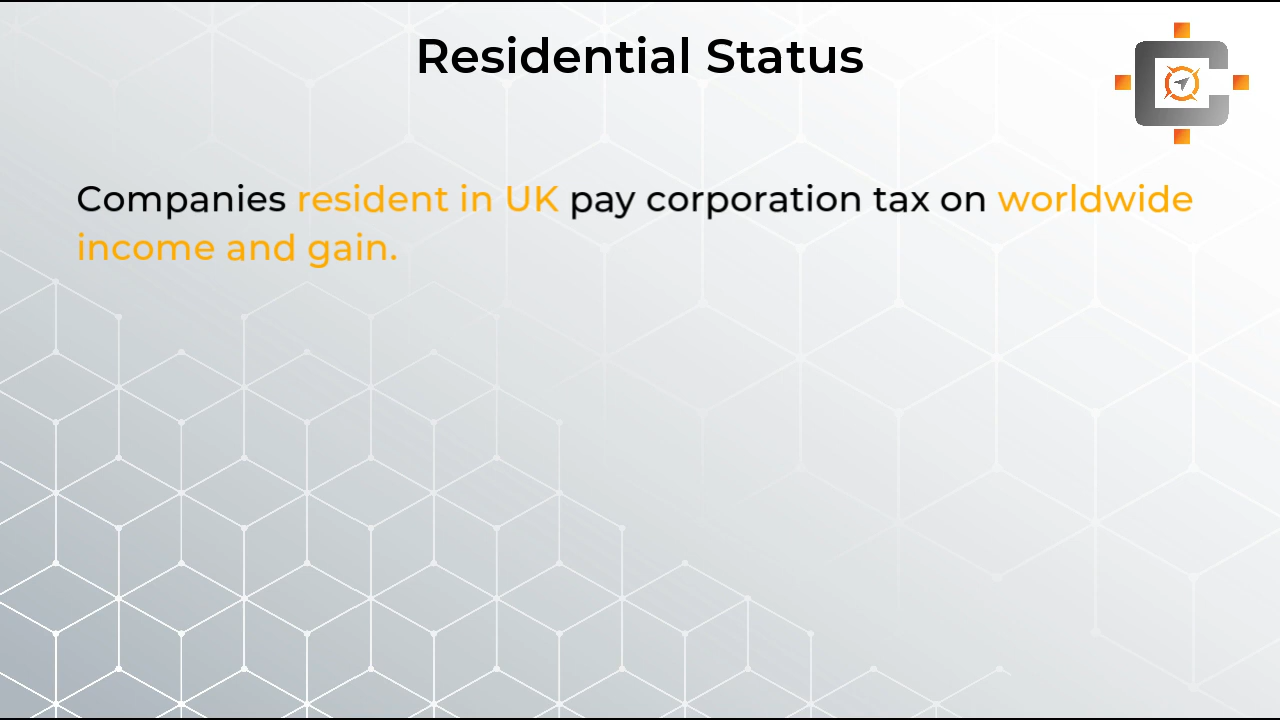 Residential Status
Companies resident in UK pay corporation tax on worldwide
income and gain.